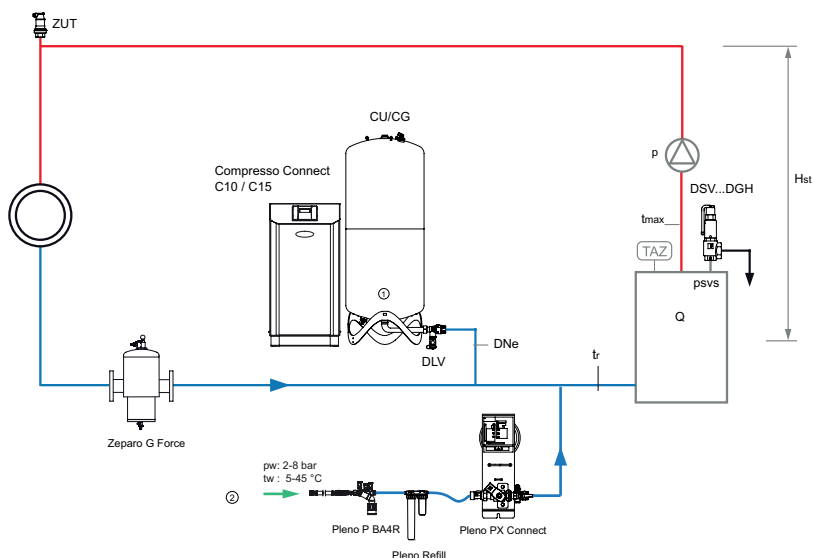 ZUT
CU/CG
Compresso Connect
C10 / C15
p
Hst
DSV...DGH
tmax
TAZ
psvs
1
Q
DNe
DLV
tr
Zeparo G Force
pw: 2-8 bar
tw : 5-45 °C
2
Pleno P BA4R
Pleno PX Connect
Pleno Refill